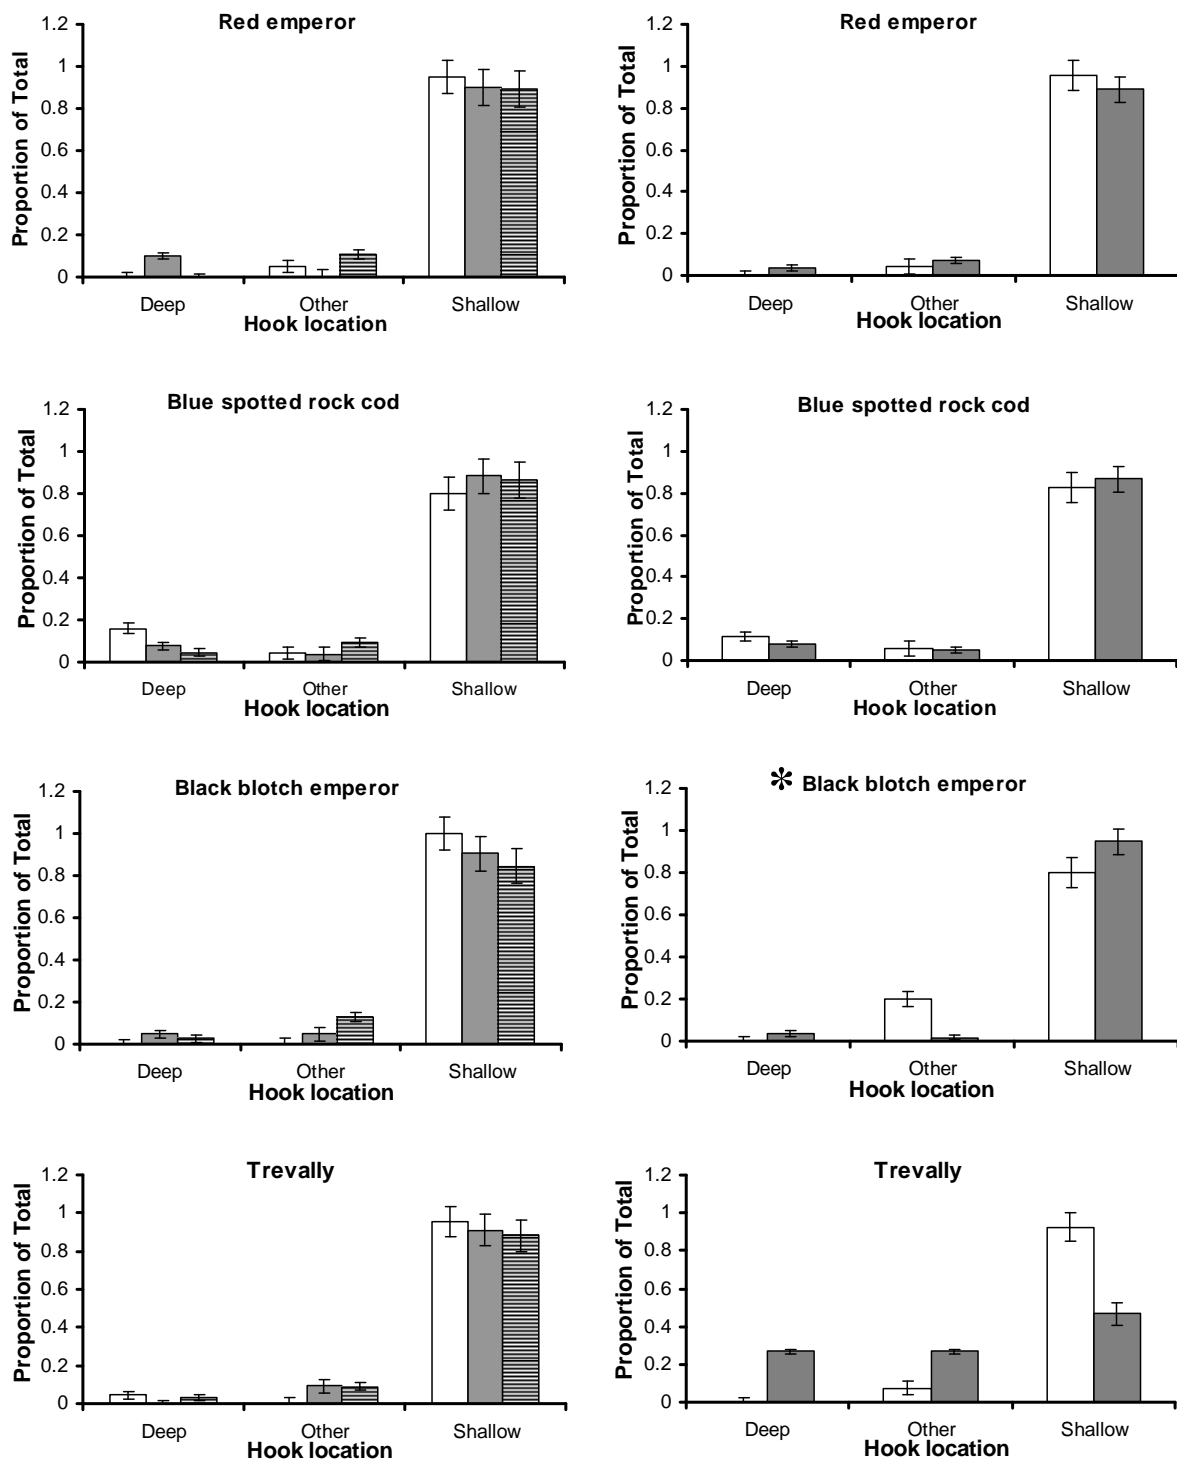 Red emperor
1.2
1
0.8
0.6
0.4
0.2
0
Proportion of Total
Deep Other Shallow
Hook location
Red emperor
1.2
1
0.8
0.6
0.4
0.2
0
Proportion of Total
Deep Other Shallow
Hook location
Blue spotted rock cod
1.2
1
0.8
0.6
0.4
0.2
0
Proportion of Total
Deep Other Shallow
Hook location
Blue spotted rock cod
1.2
1
0.8
0.6
0.4
0.2
0
Proportion of Total
Deep Other Shallow
Hook location
Black blotch emperor
1.2
1
0.8
0.6
0.4
0.2
0
Proportion of Total
Deep Other Shallow
Hook location
* Black blotch emperor
1.2
1
0.8
0.6
0.4
0.2
0
Proportion of Total
Deep Other Shallow
Hook location
Trevally
1.2
1
0.8
0.6
0.4
0.2
0
Proportion of Total
Deep Other Shallow
Hook location
Trevally
1.2
1
0.8
0.6
0.4
0.2
0
Proportion of Total
Deep Other Shallow
Hook location